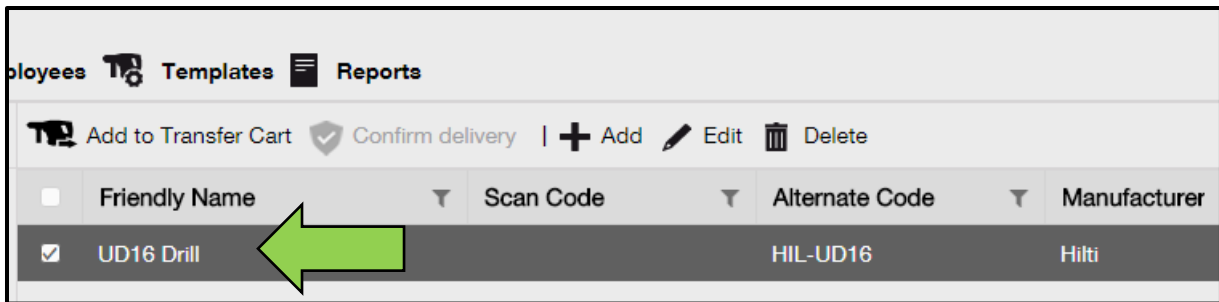 ployees Templates Reports
Add to Transfer Cart Confirm delivery | Add Edit Delete
Friendly Name Scan Code Alternate Code Manufacturer
UD16 Drill HIL-UD16 Hilti